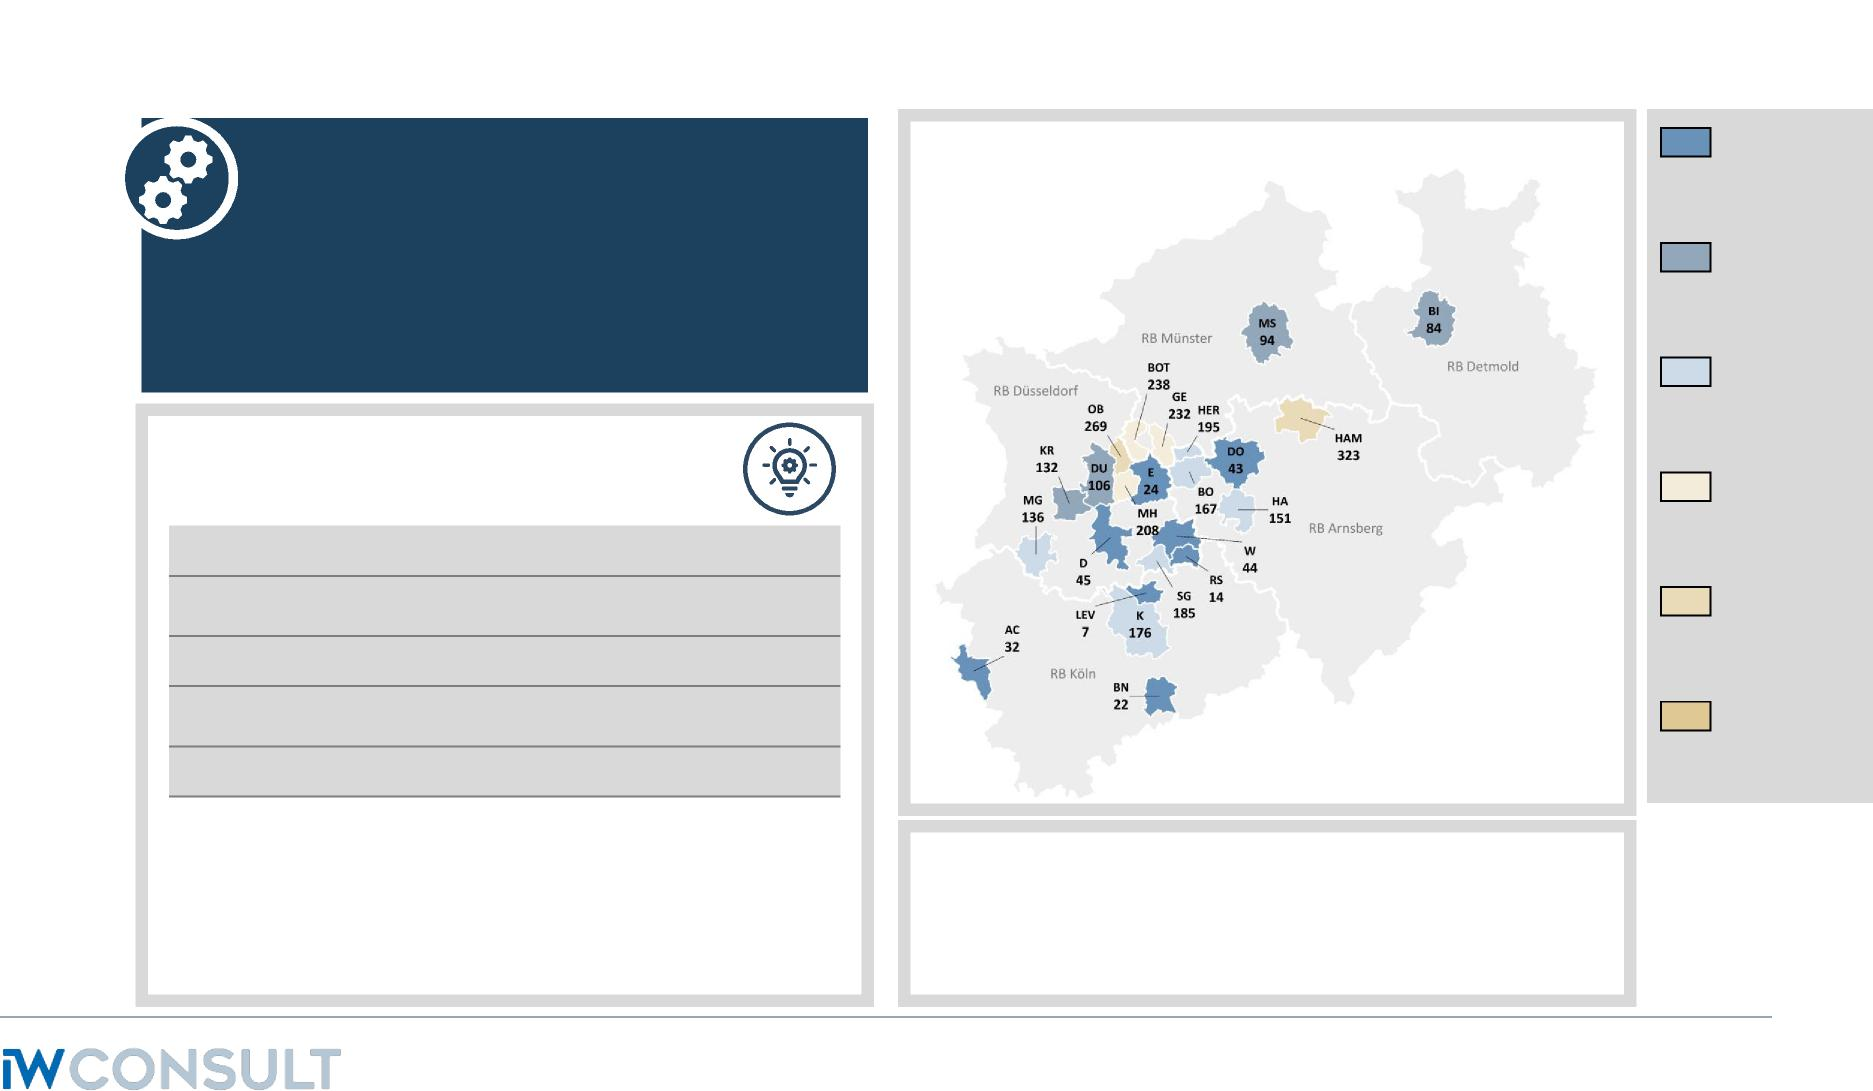 MS
94
BI
84
RB Münster
RB Detmold
BOT
238
RB Düsseldorf
GE
232
OB
269
HER
195
HAM
323
KR
132
DO
43
DU
106
E
24
MG
136
BO
167
HA
151
MH
208
RB Arnsberg
W
44
D
45
RS
14
SG
185
LEV
7
K
176
AC
32
RB Köln
BN
22
iWCONSULT